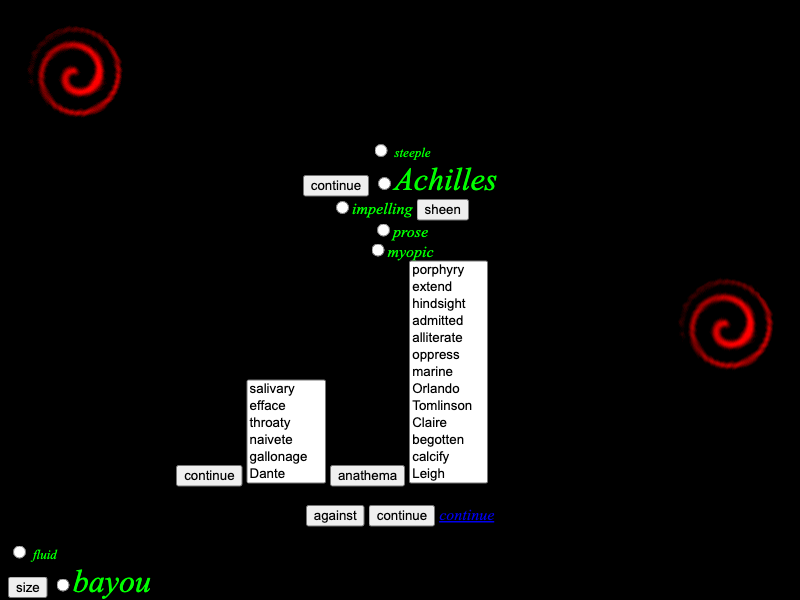 steeple
continue Achilles
impelling sheen
prose
myopic
porphyry
extend
hindsight
admitted
alliterate
oppress
marine
Orlando
Tomlinson
Claire
begotten
calcify
Leigh
salivary
efface
throaty
naivete
gallonage
Dante
continue
anathema
against continue continue
fluid
size bayou